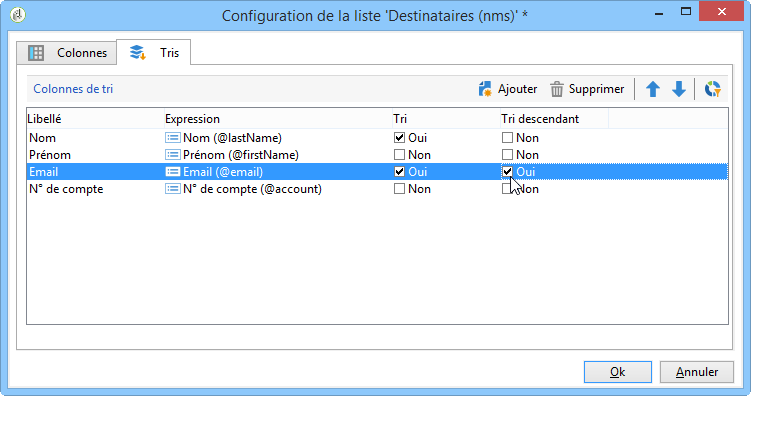 Configuration de la liste 'Destinataires (nms)' *
Colonnes Tris
Colonnes de tri Ajouter Supprimer
Libellé Expression Tri Tri descendant
Nom Nom (@lastName) Oui Non
Prénom Prénom (@firstName) Non Non
Email Email (@email) Oui Oui
N° de compte N° de compte (@account) Non Non
Ok Annuler